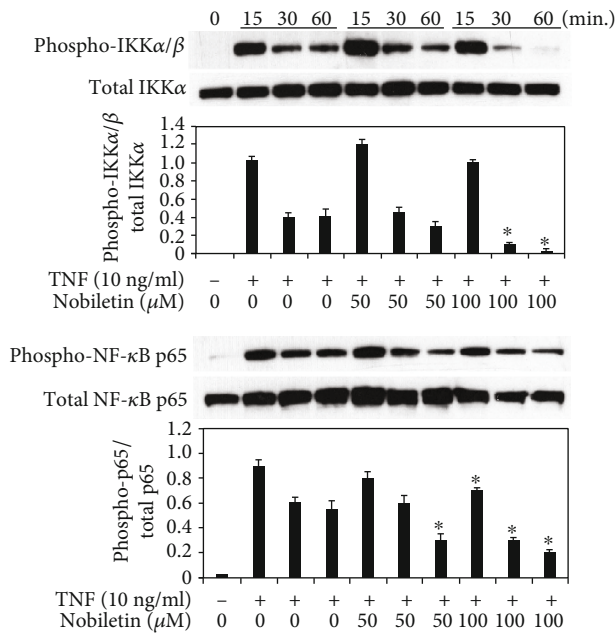 0 15 30 60 15 30 60 15 30 60 (min.)
Phospho-IKKα/β
Total IKKα
Phospho-IKKα/β
total IKKα
1.4
1.2
1.0
0.8
0.6
0.4
0.2
0
* *
TNF (10 ng/ml) – + + + + + + + + +
Nobiletin (μM) 0 0 0 0 50 50 50 100 100 100
Phospho-NF-κB p65
Total NF-κB p65
Phospho-p65/
total p65
1.2
1.0
0.8
0.6
0.4
0.2
0
* * * *
TNF (10 ng/ml) – + + + + + + + + +
Nobiletin (μM) 0 0 0 0 50 50 50 100 100 100